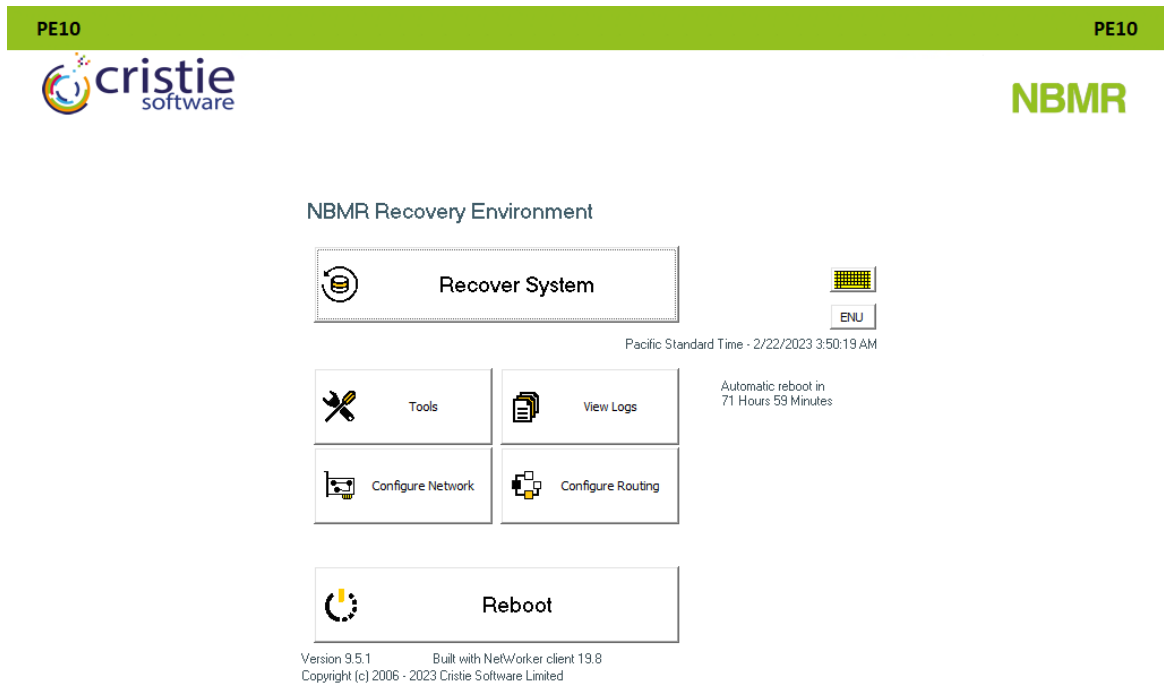 PE10
PE10
cristie
software
NBMR
NBMR Recovery Environment
Recover System
ENU
Pacific Standard Time - 2/22/2023 3:50:19 AM
Tools
View Logs
Automatic reboot in
71 Hours 59 Minutes
Configure Network
Configure Routing
Reboot
Version 9.5.1
Built with NetWorker client 19.8
Copyright (c) 2006 - 2023 Cristie Software Limited